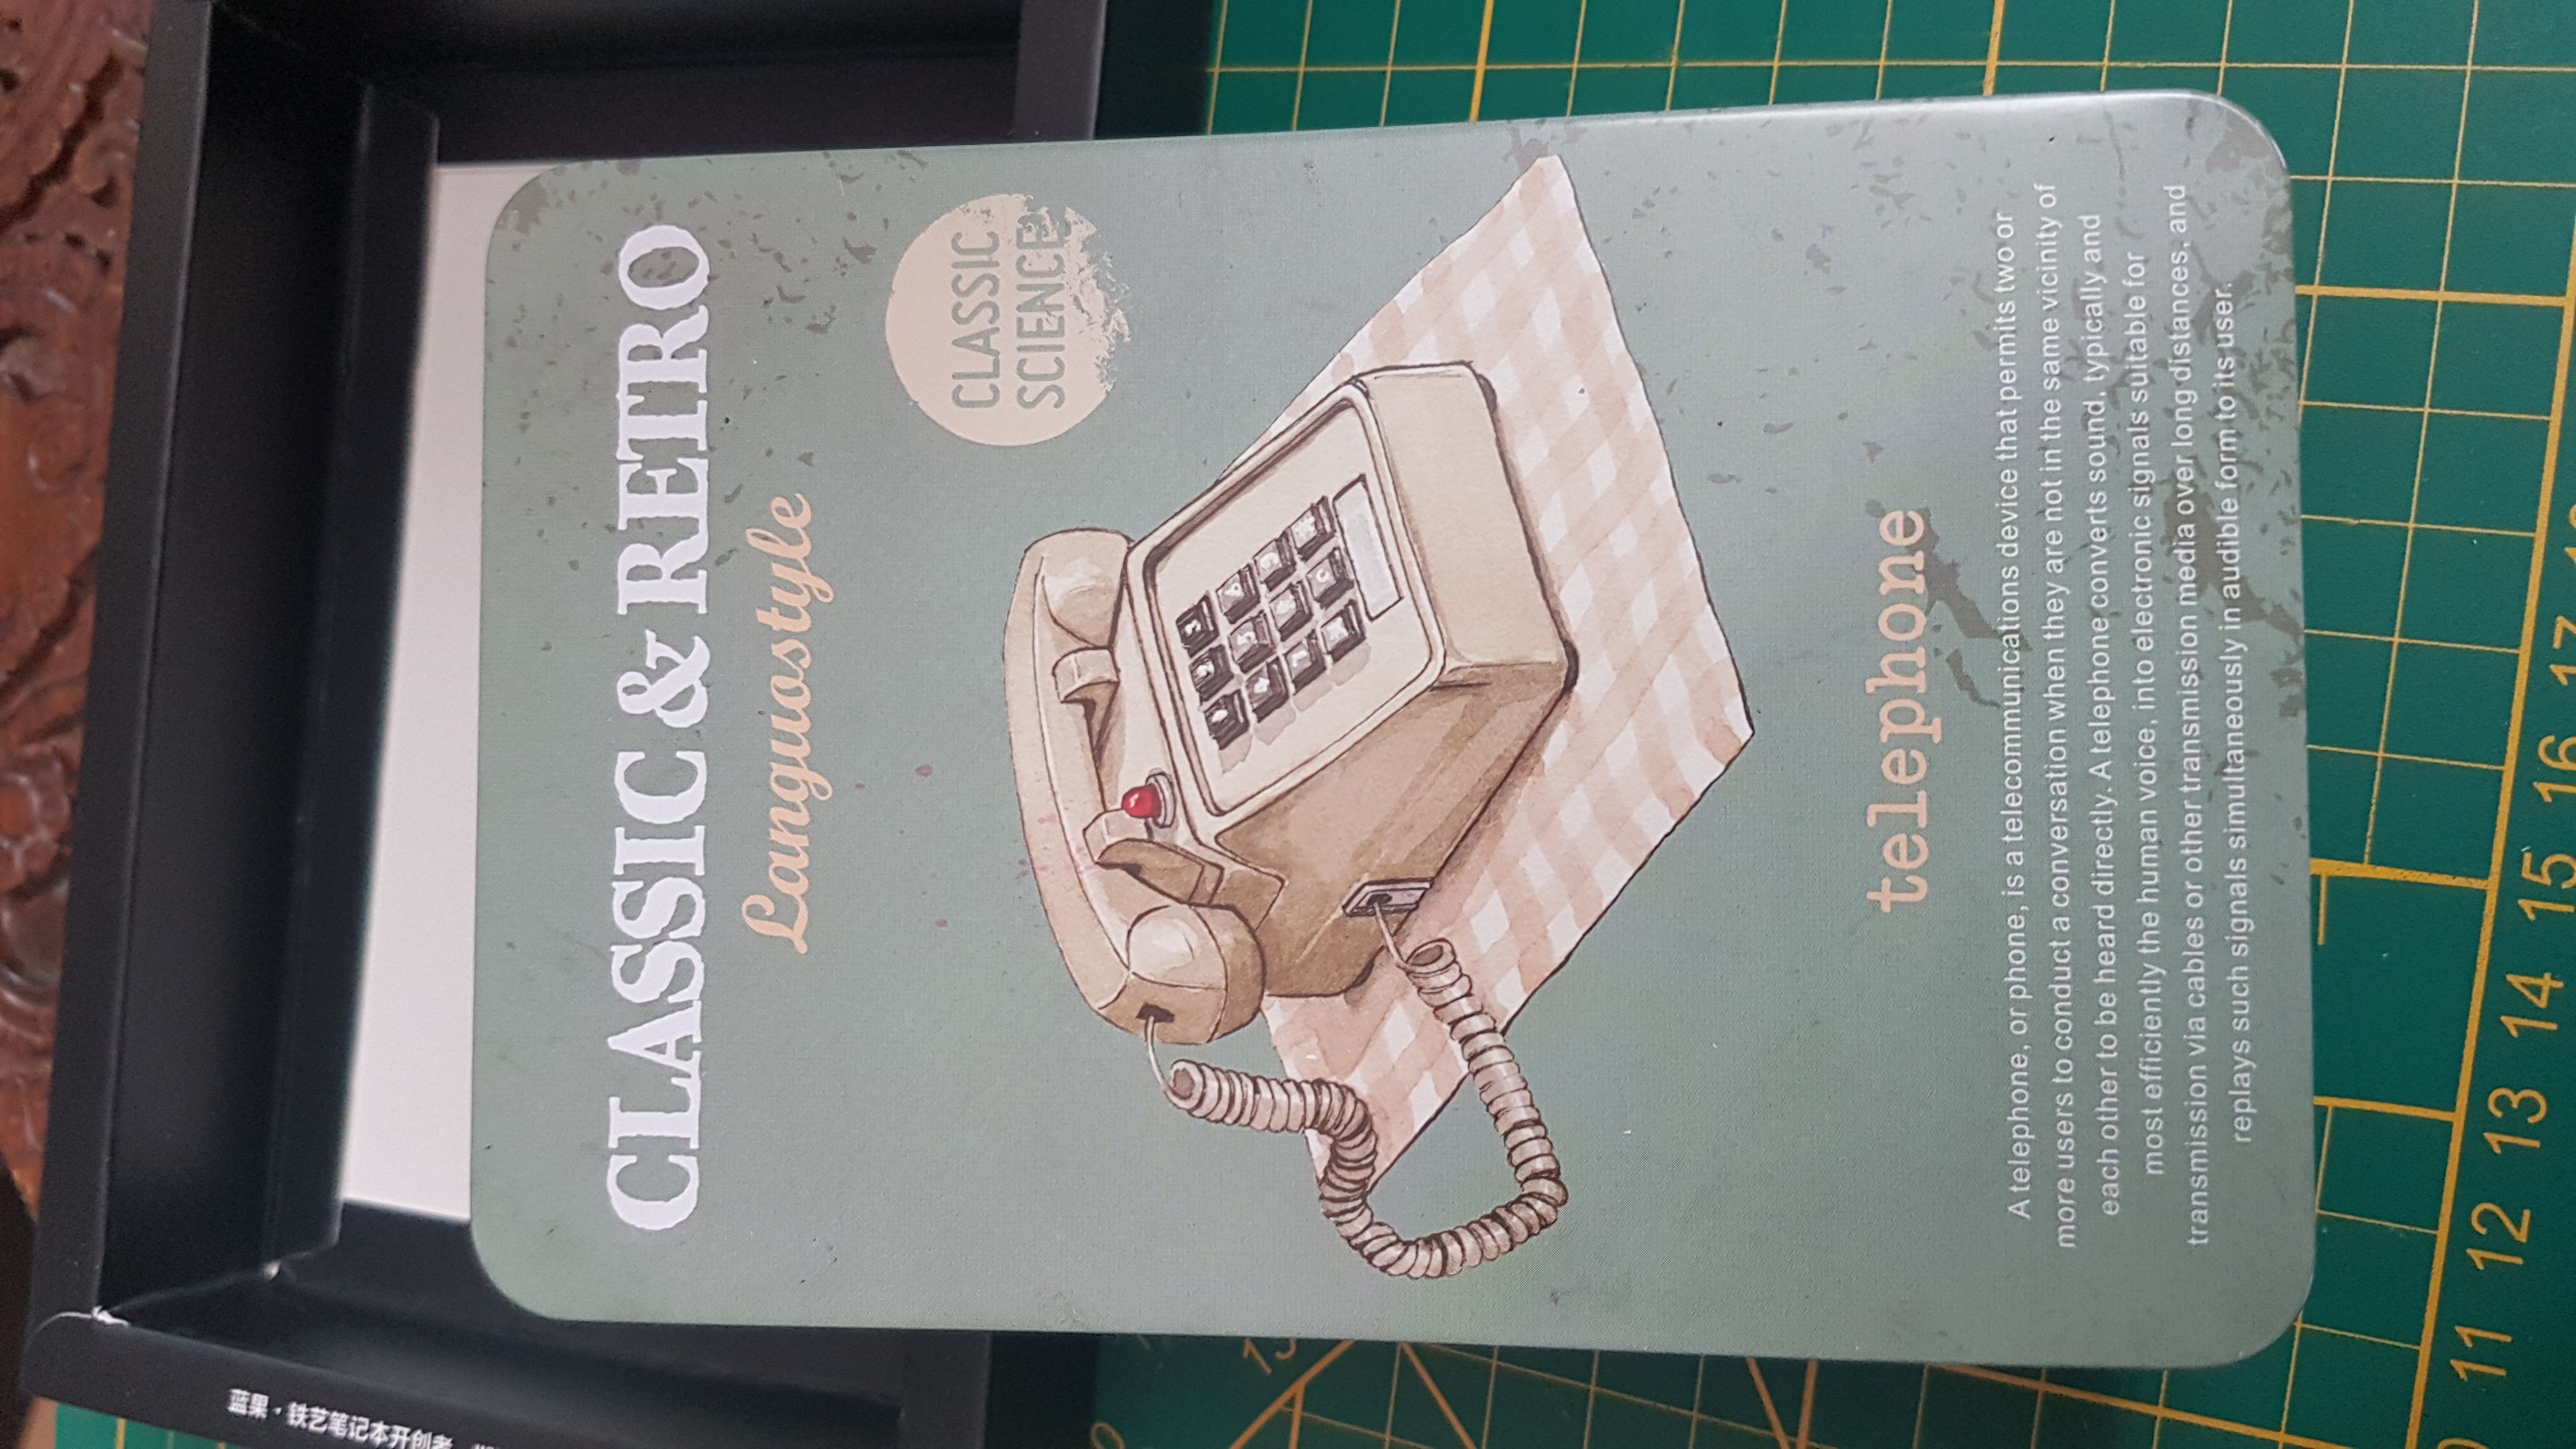 CLASSIC & RETRO
Languostyle
CLASSIC
SCIENCE
telephone
A telephone, or phone, is a telecommunications device that permits two or
more users to conduct a conversation when they are not in the same vicinity of
each other to be heard directly. A telephone converts sound, typically and
most efficiently the human voice, into electronic signals suitable for
transmission via cables or other transmission media over long distances, and
replays such signals simultaneously in audible form to its user.
蓝果·铁艺笔记本开创者
11 12 13 14 15 16 17